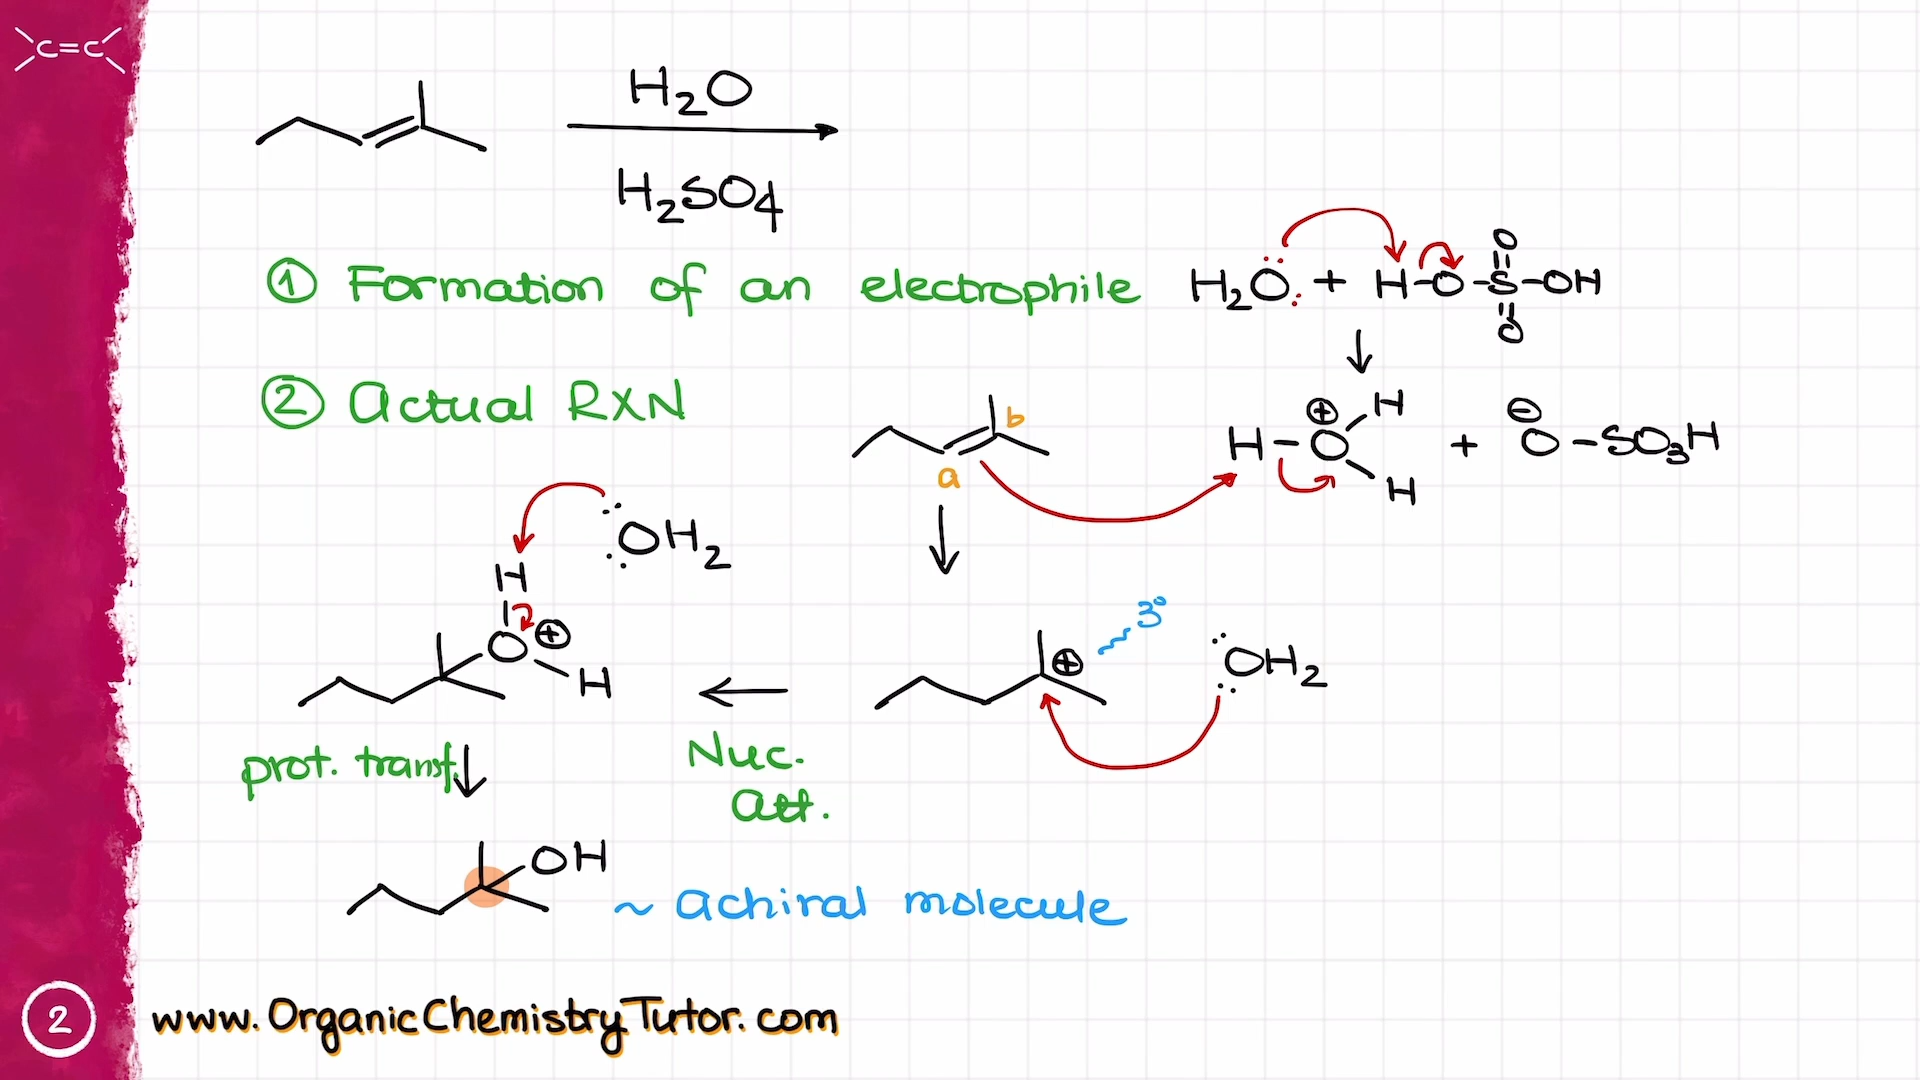 C=C
H2O
H2SO4
① Formation of an electrophile
H2O: + H-O-S-OH
O
O
② Actual RXN
a
b
H-O-H
H
⊕
+
⊖
O-SO3H
:OH2
H
O ⊕
H
⊕
3°
:OH2
prot. transf.
Nuc.
Att.
OH
~ achiral molecule
2
www.OrganicChemistryTutor.com